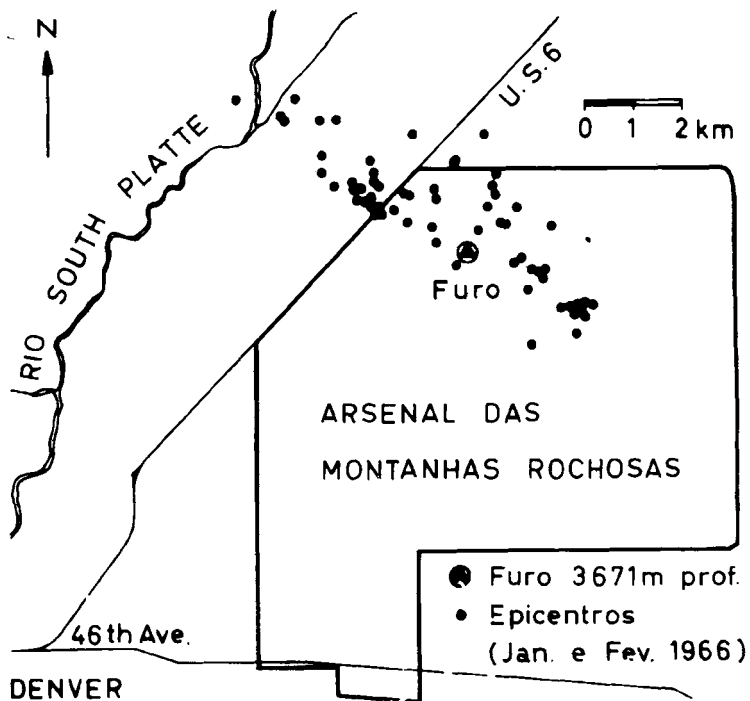 N
U.S.6
0 1 2 km
RIO SOUTH PLATTE
Furo
ARSENAL DAS
MONTANHAS ROCHOSAS
Furo 3671m prof.
Epicentros
(Jan. e Fev. 1966)
46th Ave.
DENVER